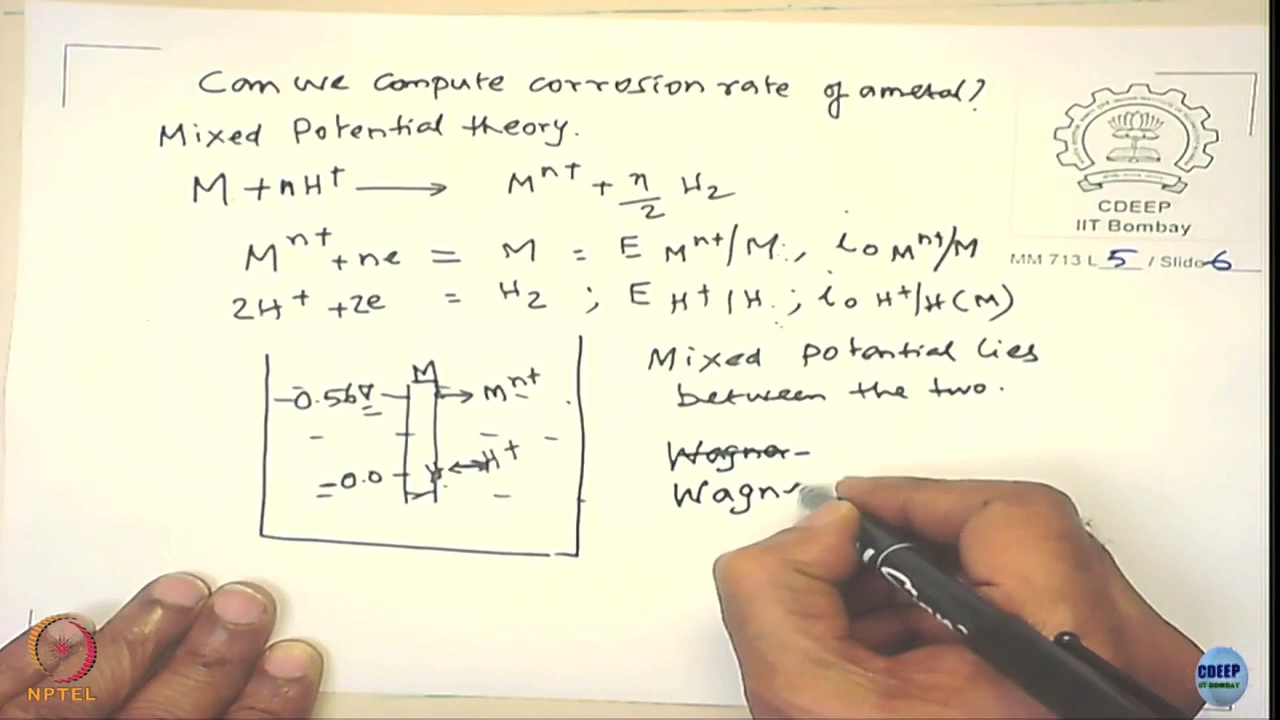 Can we compute corrosion rate of a metal?
Mixed Potential theory.
M + nH⁺ ⟶ Mⁿ⁺ + n/2 H₂
Mⁿ⁺ + ne = M = E Mⁿ⁺/M., i₀ Mⁿ⁺/M
2H⁺ + 2e = H₂ ; E H⁺/H. ; i₀ H⁺/H(M)
CDEEP
IIT Bombay
MM 713 L 5 / Slide 6
M
-0.56V
Mⁿ⁺
-0.0
H⁺
Mixed potential lies
between the two.
Wagner-
Wagn
NPTEL
CDEEP
IIT BOMBAY